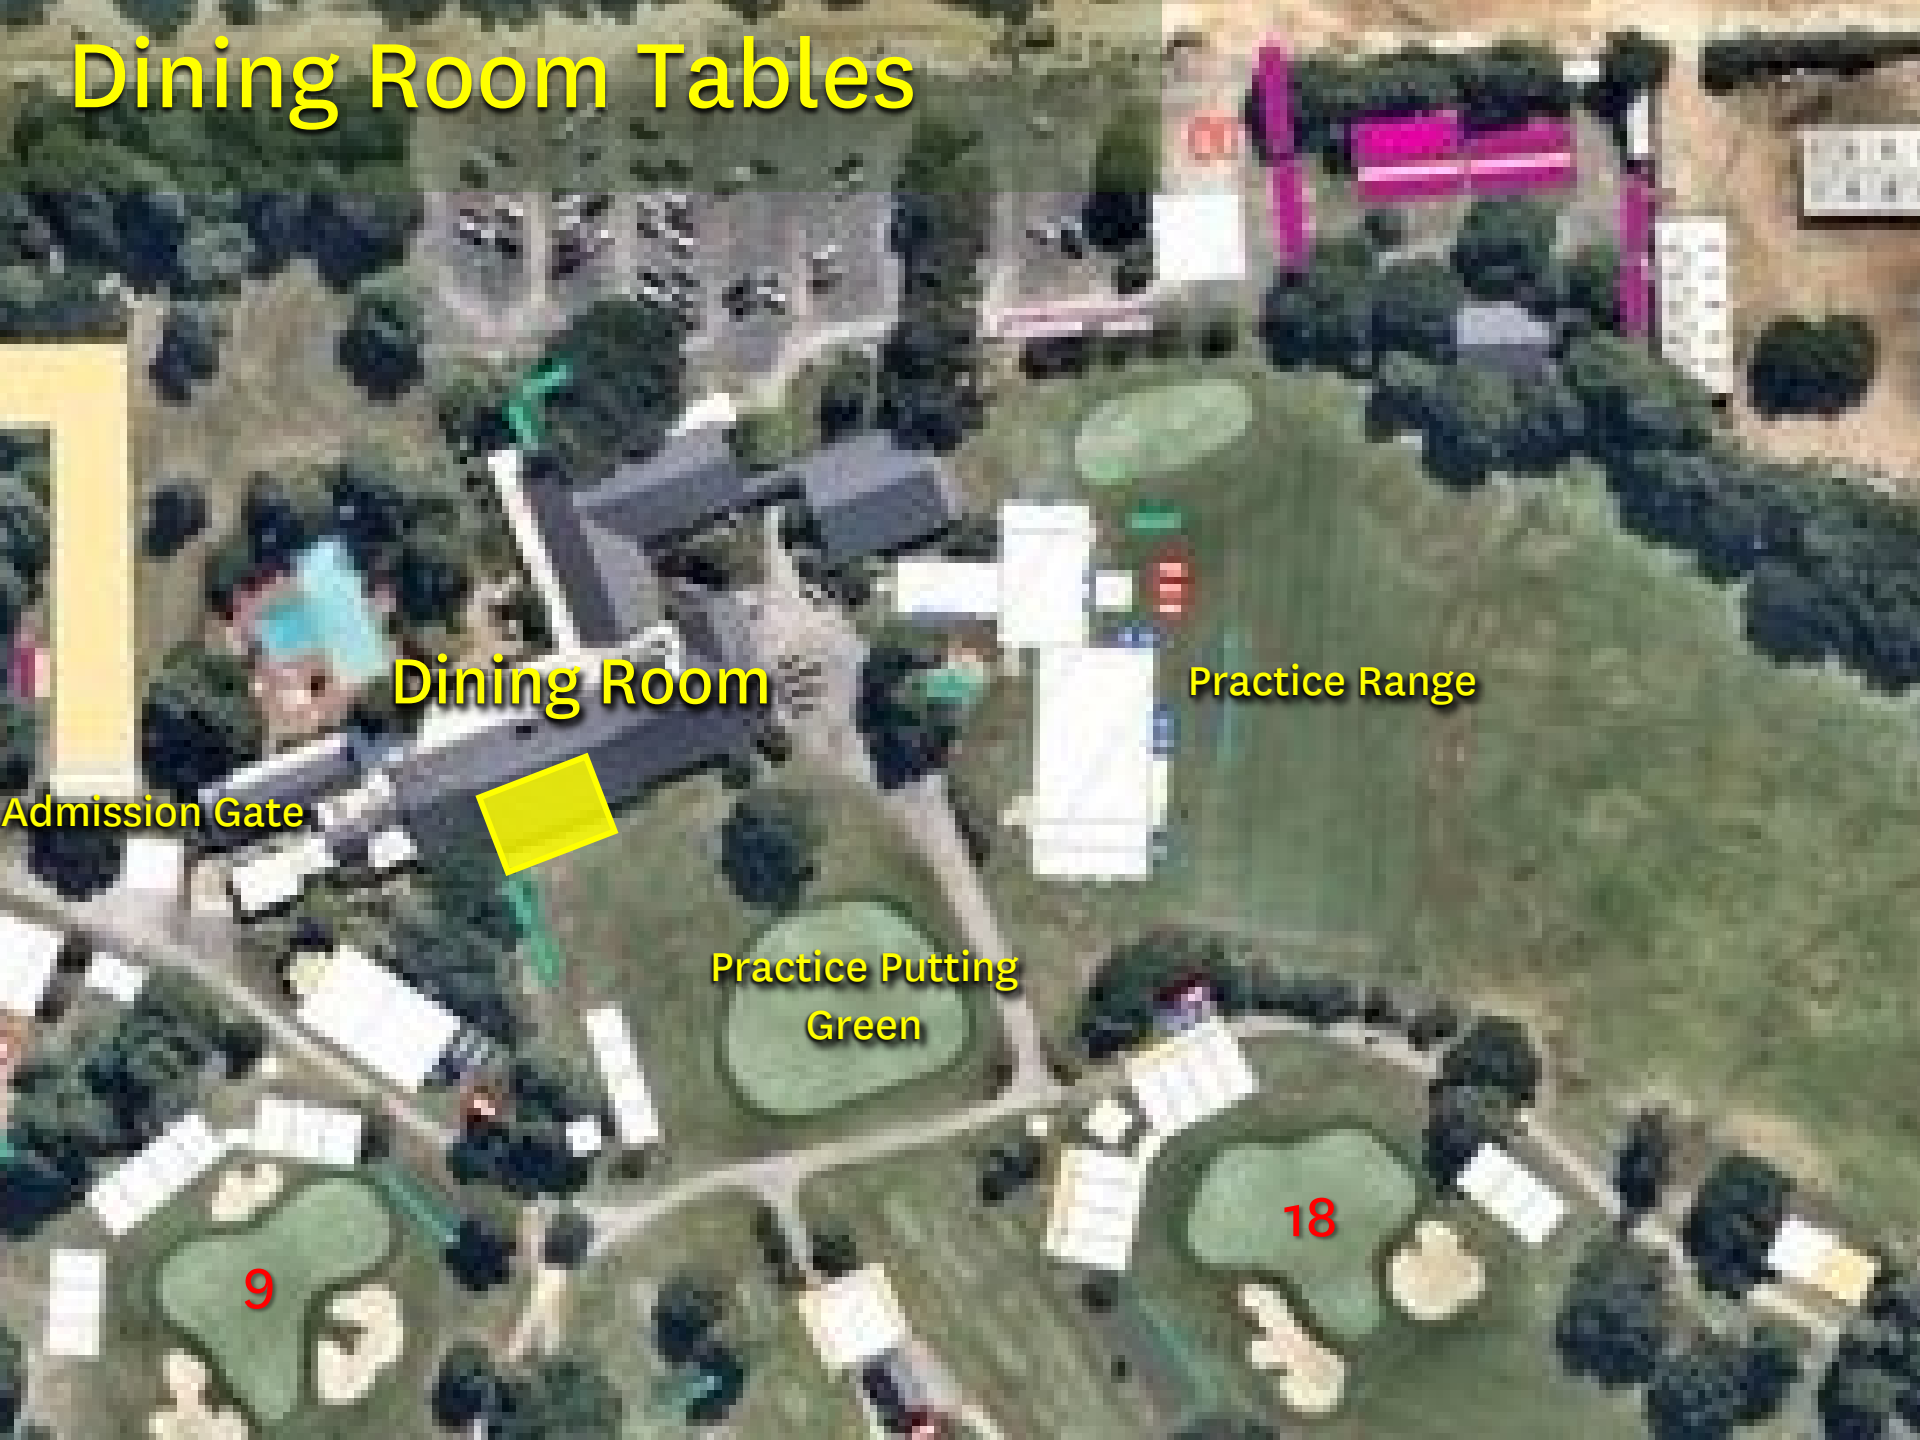 Dining Room Tables
Dining Room
Practice Range
Admission Gate
Practice Putting
Green
18
9